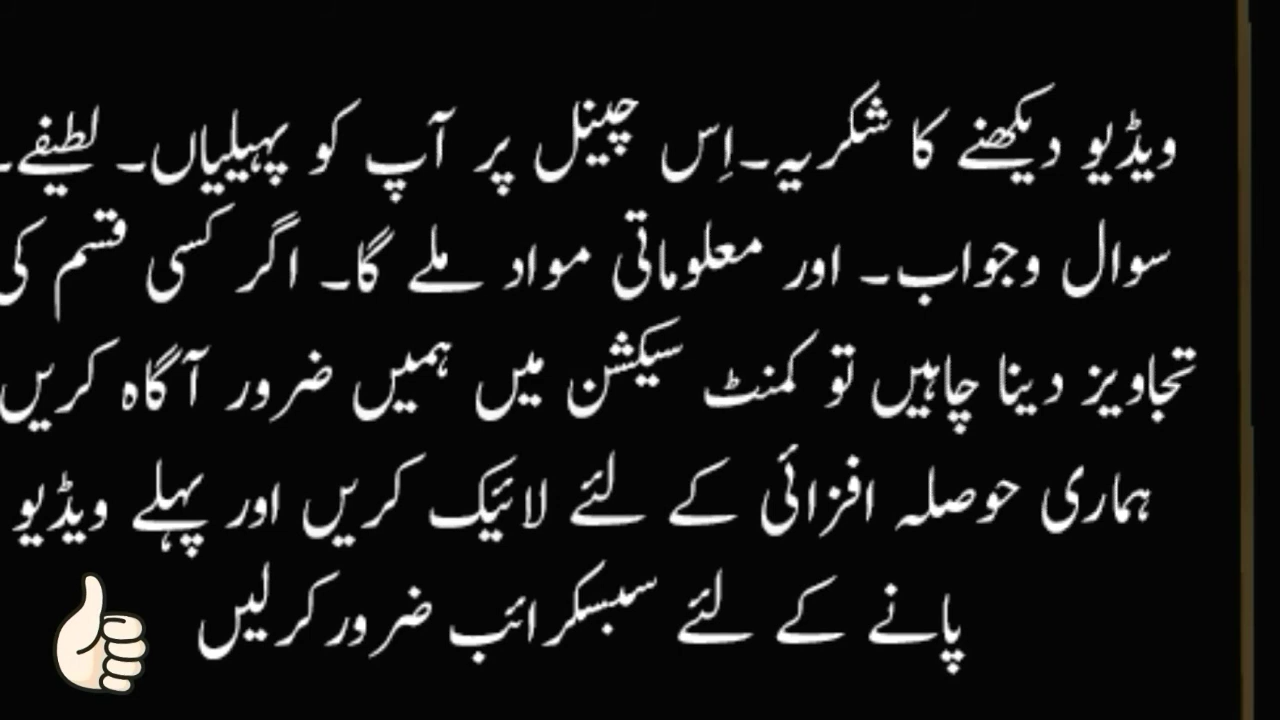 ویڈیو دیکھنے کا شکریہ۔اِس چینل پر آپ کو پہیلیاں۔ لطیفے۔
سوال وجواب۔ اور معلوماتی مواد ملے گا۔ اگر کسی قسم کی
تجاویز دینا چاہیں تو کمنٹ سیکشن میں ہمیں ضرور آگاہ کریں
ہماری حوصلہ افزائی کے لئے لائیک کریں اور پہلے ویڈیو
پانے کے لئے سبسکرائب ضرورکرلیں